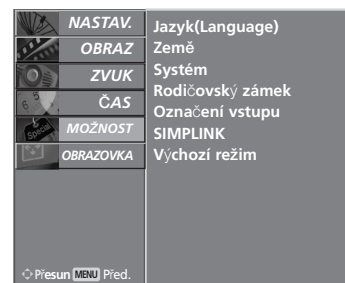 NASTAV.
OBRAZ
ZVUK
ČAS
MOŽNOST
OBRAZOVKA
Přesun MENU Před.
Jazyk(Language)
Země
Systém
Rodičovský zámek
Označení vstupu
SIMPLINK
Výchozí režim